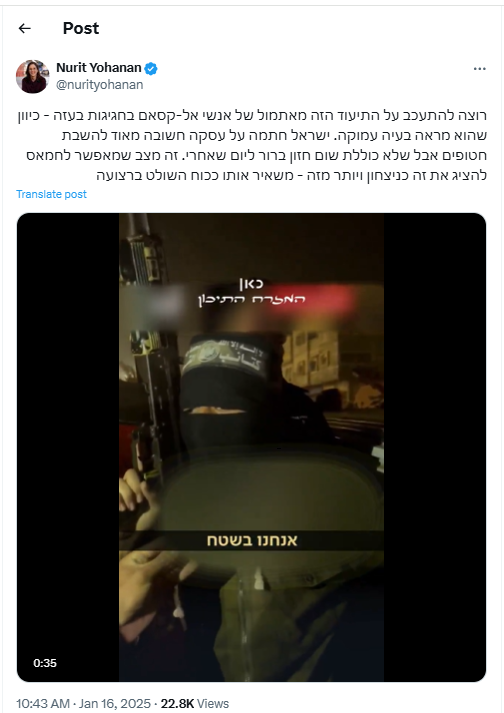 Post
Nurit Yohanan
@nurityohanan
רוצה להתעכב על התיעוד הזה מאתמול של אנשי אל-קסאם בחגיגות בעזה - כיוון
שהוא מראה בעיה עמוקה. ישראל חתמה על עסקה חשובה מאוד להשבת
חטופים אבל שלא כוללת שום חזון ברור ליום שאחרי. זה מצב שמאפשר לחמאס
להציג את זה כניצחון ויותר מזה - משאיר אותו ככוח השולט ברצועה
Translate post
כאן
המזרח התיכון
אנחנו בשטח
0:35
10:43 AM · Jan 16, 2025 · 22.8K Views